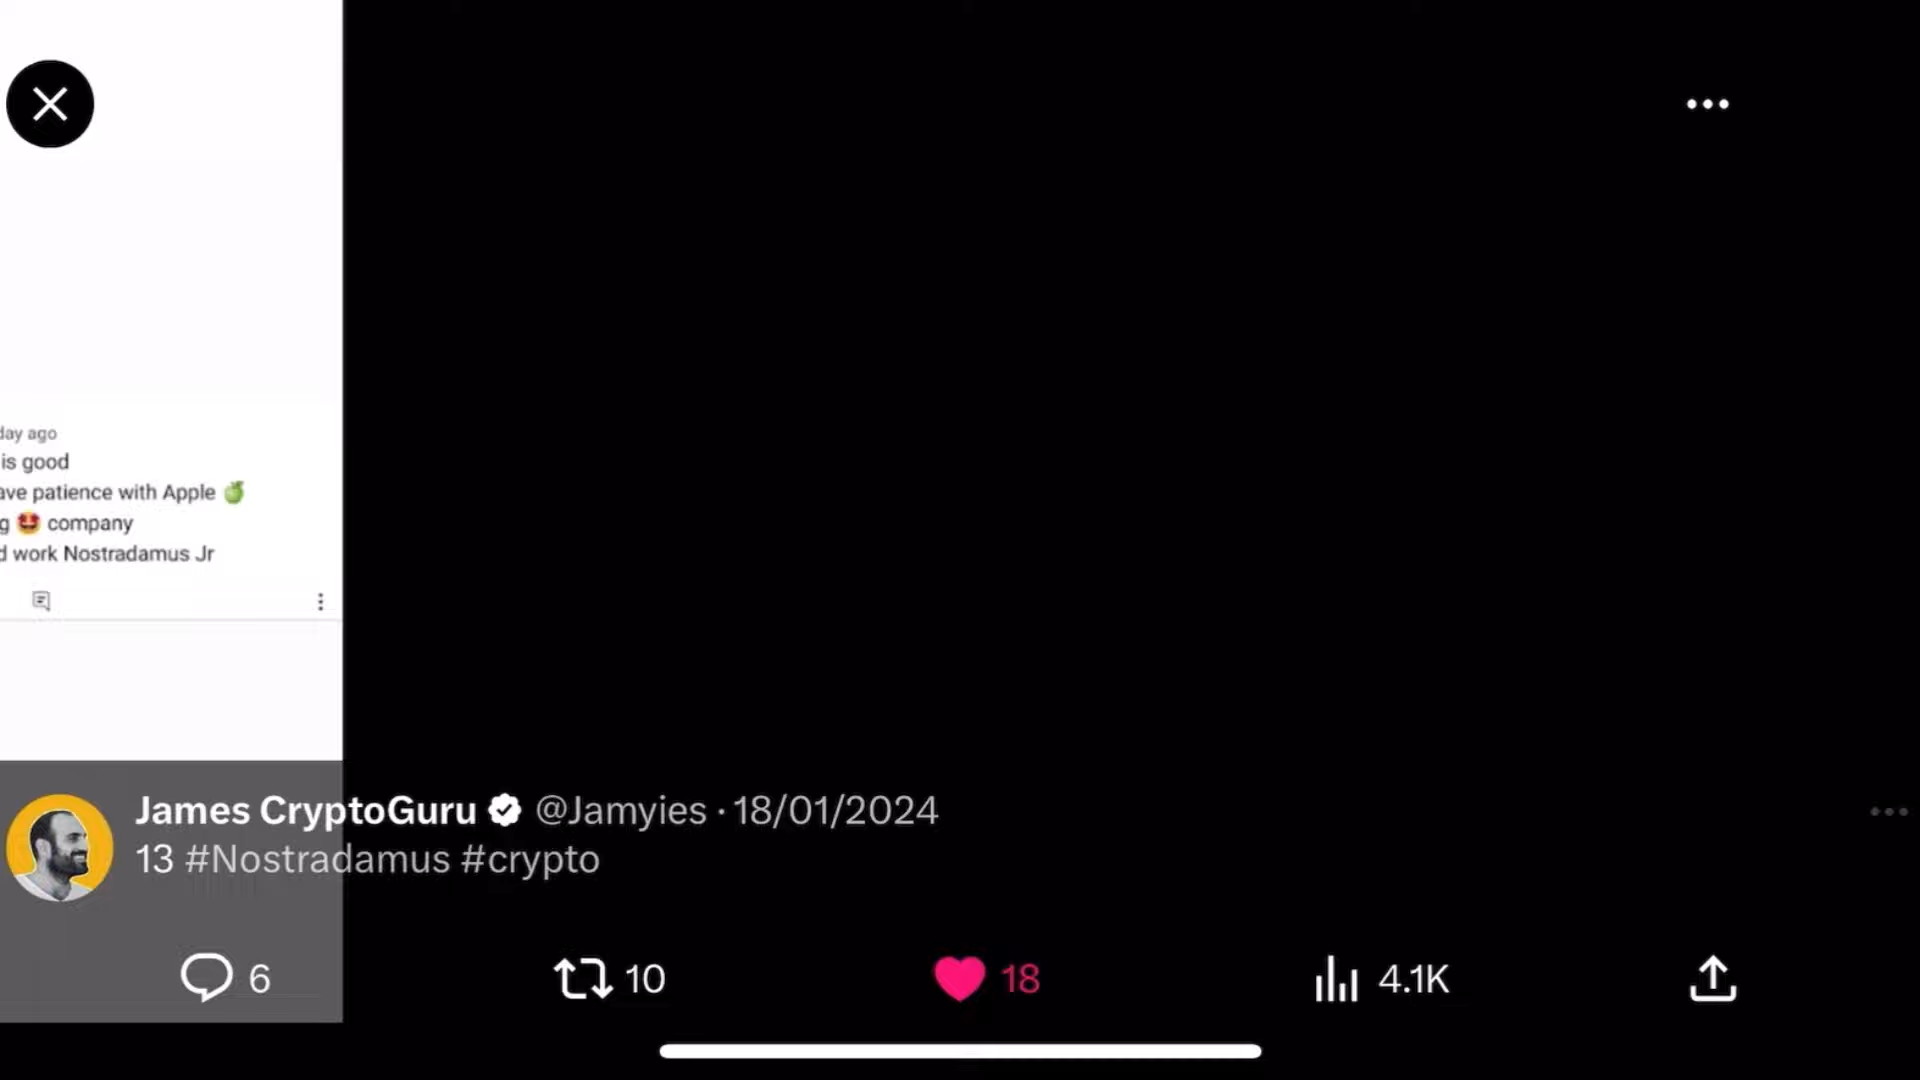 day ago
is good
ave patience with Apple 🍏
g 🤩 company
d work Nostradamus Jr
James CryptoGuru @Jamyies · 18/01/2024
13 #Nostradamus #crypto
6 10 18 4.1K